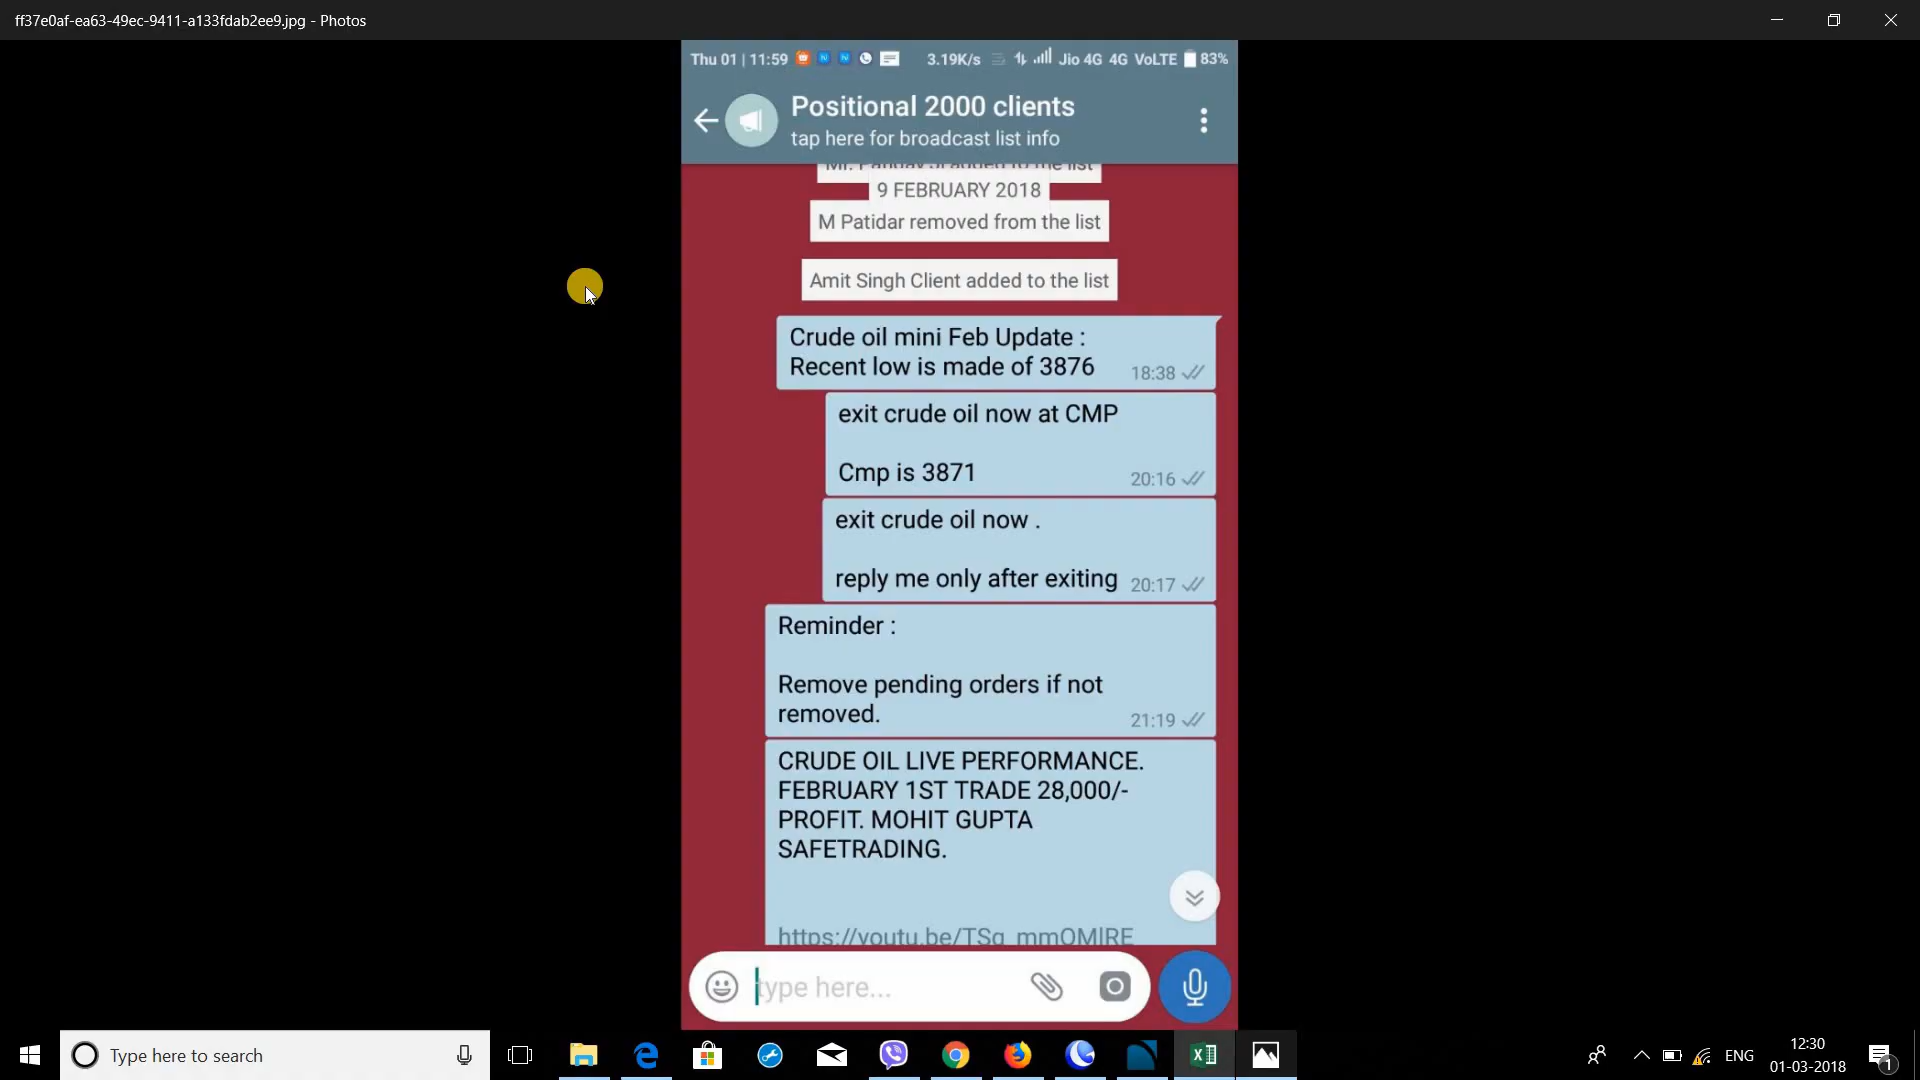 ff37e0af-ea63-49ec-9411-a133fdab2ee9.jpg - Photos
Thu 01 | 11:59
3.19K/s
Jio 4G 4G VoLTE
83%
Positional 2000 clients
tap here for broadcast list info
added to the list
9 FEBRUARY 2018
M Patidar removed from the list
Amit Singh Client added to the list
Crude oil mini Feb Update :
Recent low is made of 3876
18:38
exit crude oil now at CMP
Cmp is 3871
20:16
exit crude oil now .
reply me only after exiting
20:17
Reminder :
Remove pending orders if not
removed.
21:19
CRUDE OIL LIVE PERFORMANCE.
FEBRUARY 1ST TRADE 28,000/-
PROFIT. MOHIT GUPTA
SAFETRADING.
type here...
Type here to search
ENG
12:30
01-03-2018
1